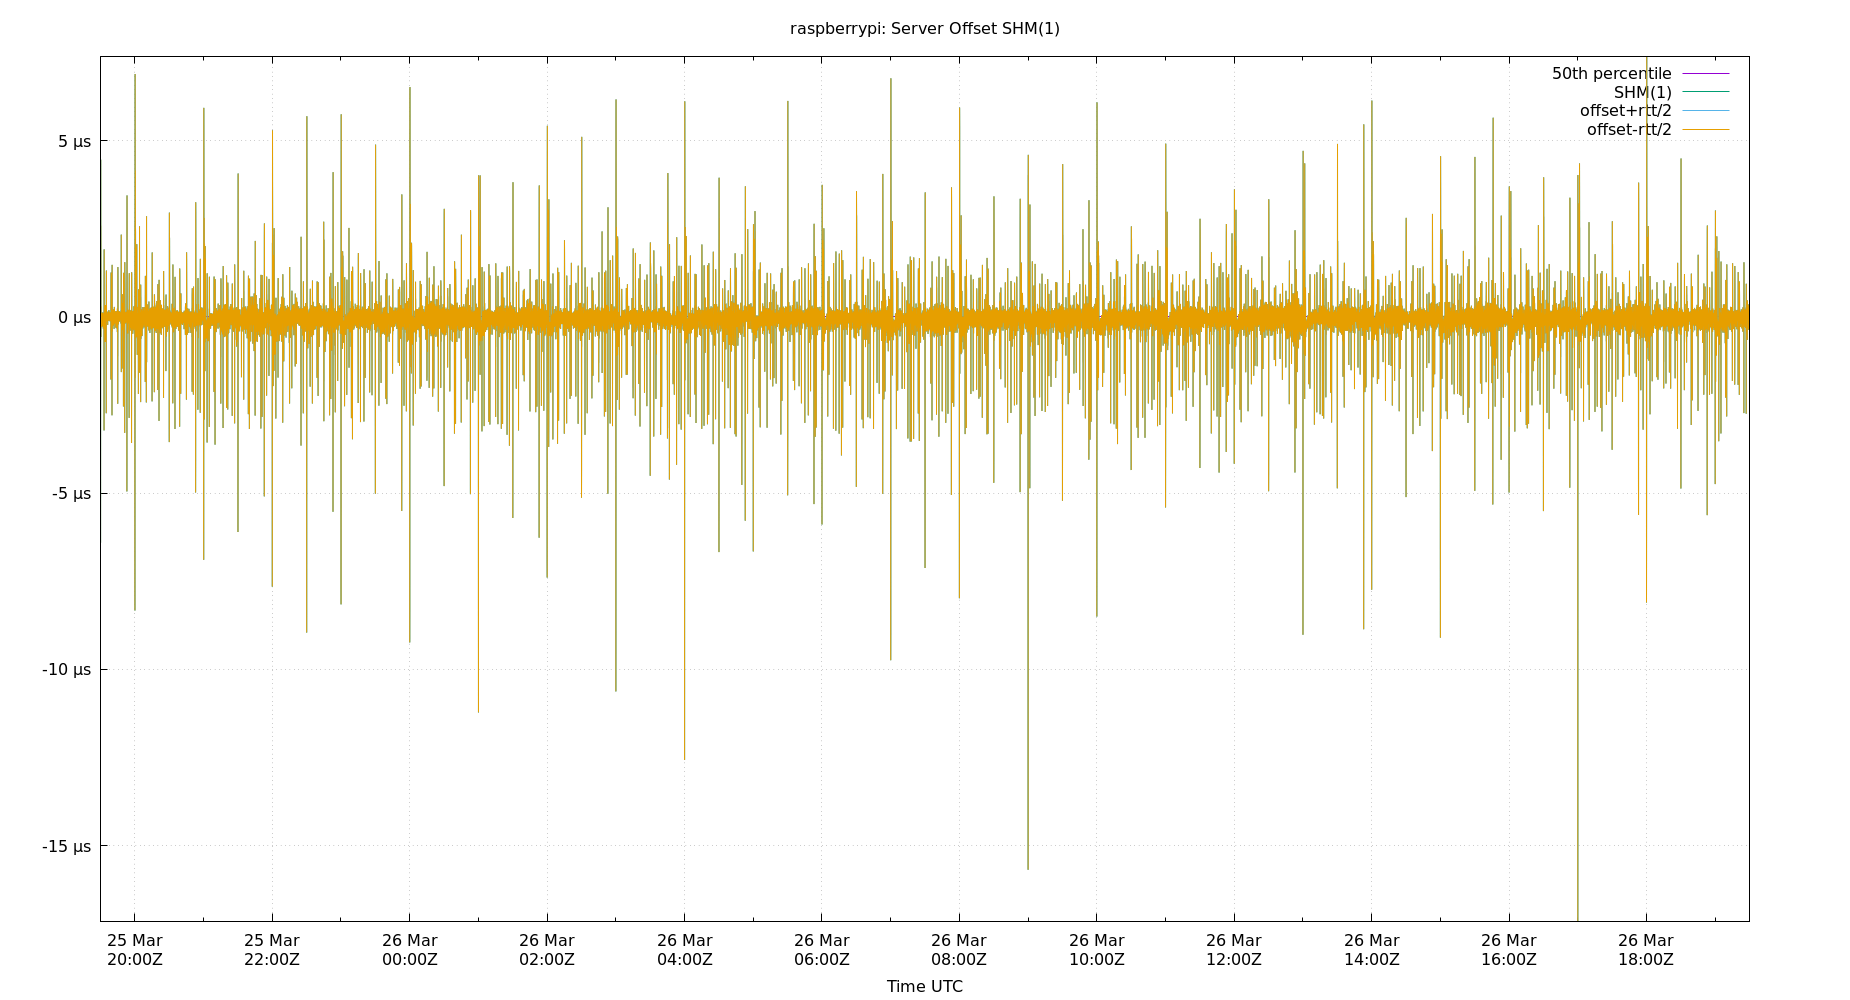 raspberrypi: Server Offset SHM(1)
50th percentile
SHM(1)
offset+rtt/2
offset-rtt/2
5 µs
0 µs
-5 µs
-10 µs
-15 µs
25 Mar 25 Mar 26 Mar 26 Mar 26 Mar 26 Mar 26 Mar 26 Mar 26 Mar 26 Mar 26 Mar 26 Mar
20:00Z 22:00Z 00:00Z 02:00Z 04:00Z 06:00Z 08:00Z 10:00Z 12:00Z 14:00Z 16:00Z 18:00Z
Time UTC